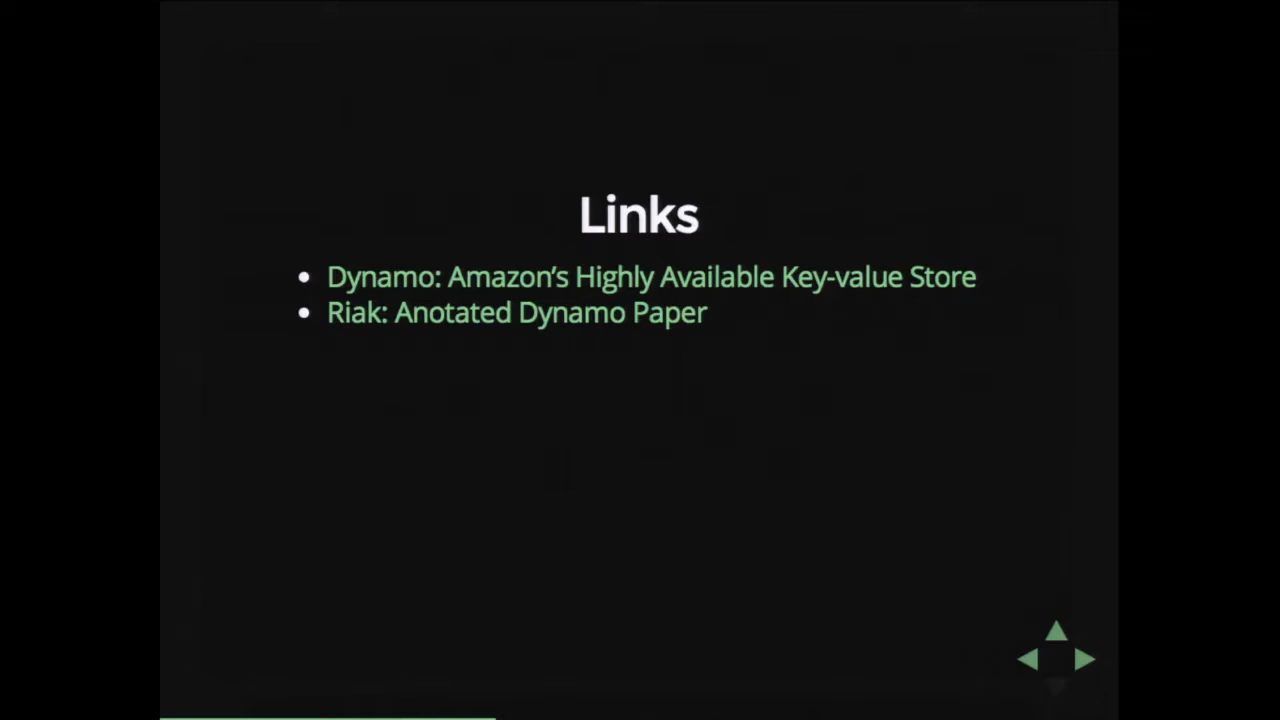 Links
Dynamo: Amazon's Highly Available Key-value Store
Riak: Anotated Dynamo Paper